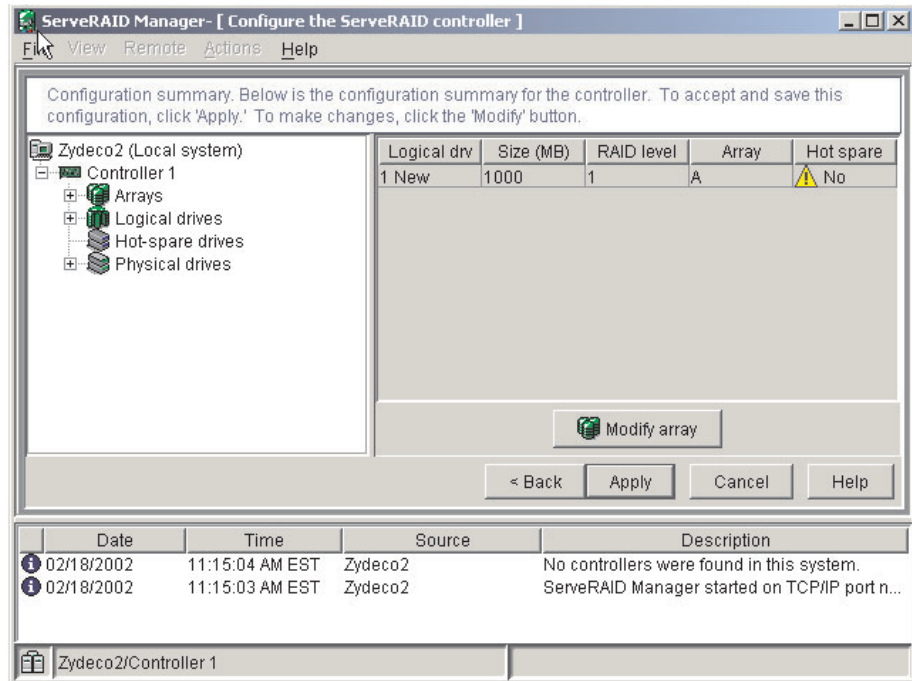 ServeRAID Manager- [ Configure the ServeRAID controller ]
File View Remote Actions Help
Configuration summary. Below is the configuration summary for the controller. To accept and save this
configuration, click 'Apply.' To make changes, click the 'Modify' button.
Zydeco2 (Local system)
Controller 1
Arrays
Logical drives
Hot-spare drives
Physical drives
Logical drv Size (MB) RAID level Array Hot spare
1 New 1000 1 A No
Modify array
< Back Apply Cancel Help
Date Time Source Description
02/18/2002 11:15:04 AM EST Zydeco2 No controllers were found in this system.
02/18/2002 11:15:03 AM EST Zydeco2 ServeRAID Manager started on TCP/IP port n...
Zydeco2/Controller 1